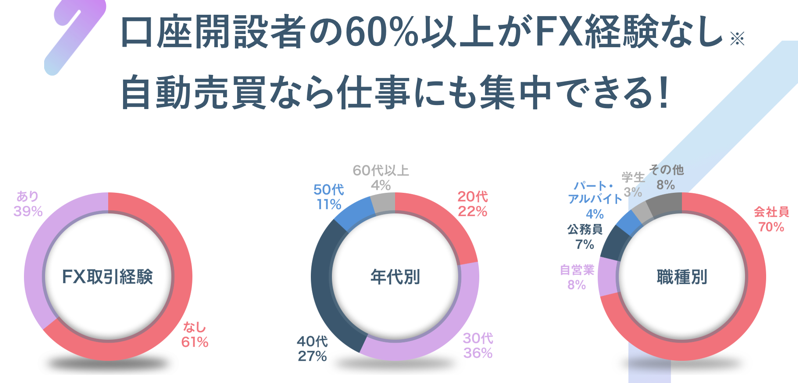 口座開設者の60%以上がFX経験なし※
自動売買なら仕事にも集中できる!
あり
39%
FX取引経験
なし
61%
60代以上
4%
50代
11%
20代
22%
年代別
40代
27%
30代
36%
その他
8%
学生
3%
パート・
アルバイト
4%
公務員
7%
自営業
8%
会社員
70%
職種別